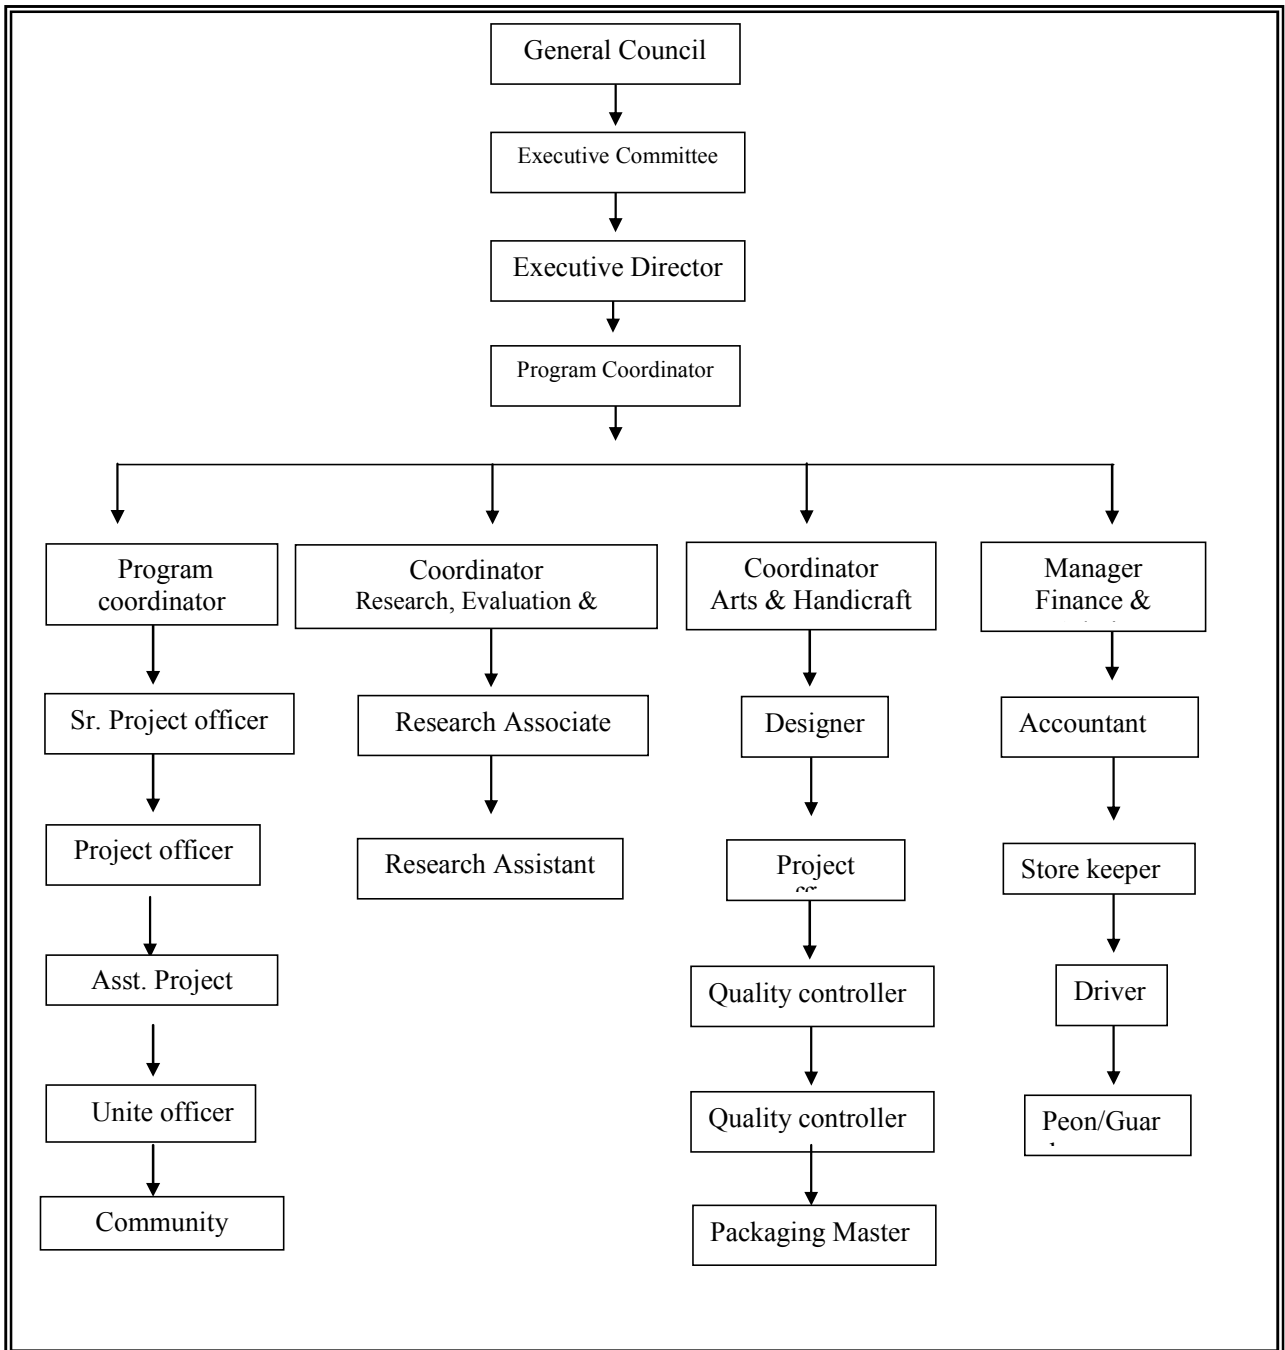 General Council
Executive Committee
Executive Director
Program Coordinator
Program
coordinator
Coordinator
Research, Evaluation &
Coordinator
Arts & Handicraft
Manager
Finance &
Sr. Project officer
Research Associate
Designer
Accountant
Project officer
Research Assistant
Project
Store keeper
Asst. Project
Quality controller
Driver
Unite officer
Quality controller
Peon/Guar
Community
Packaging Master